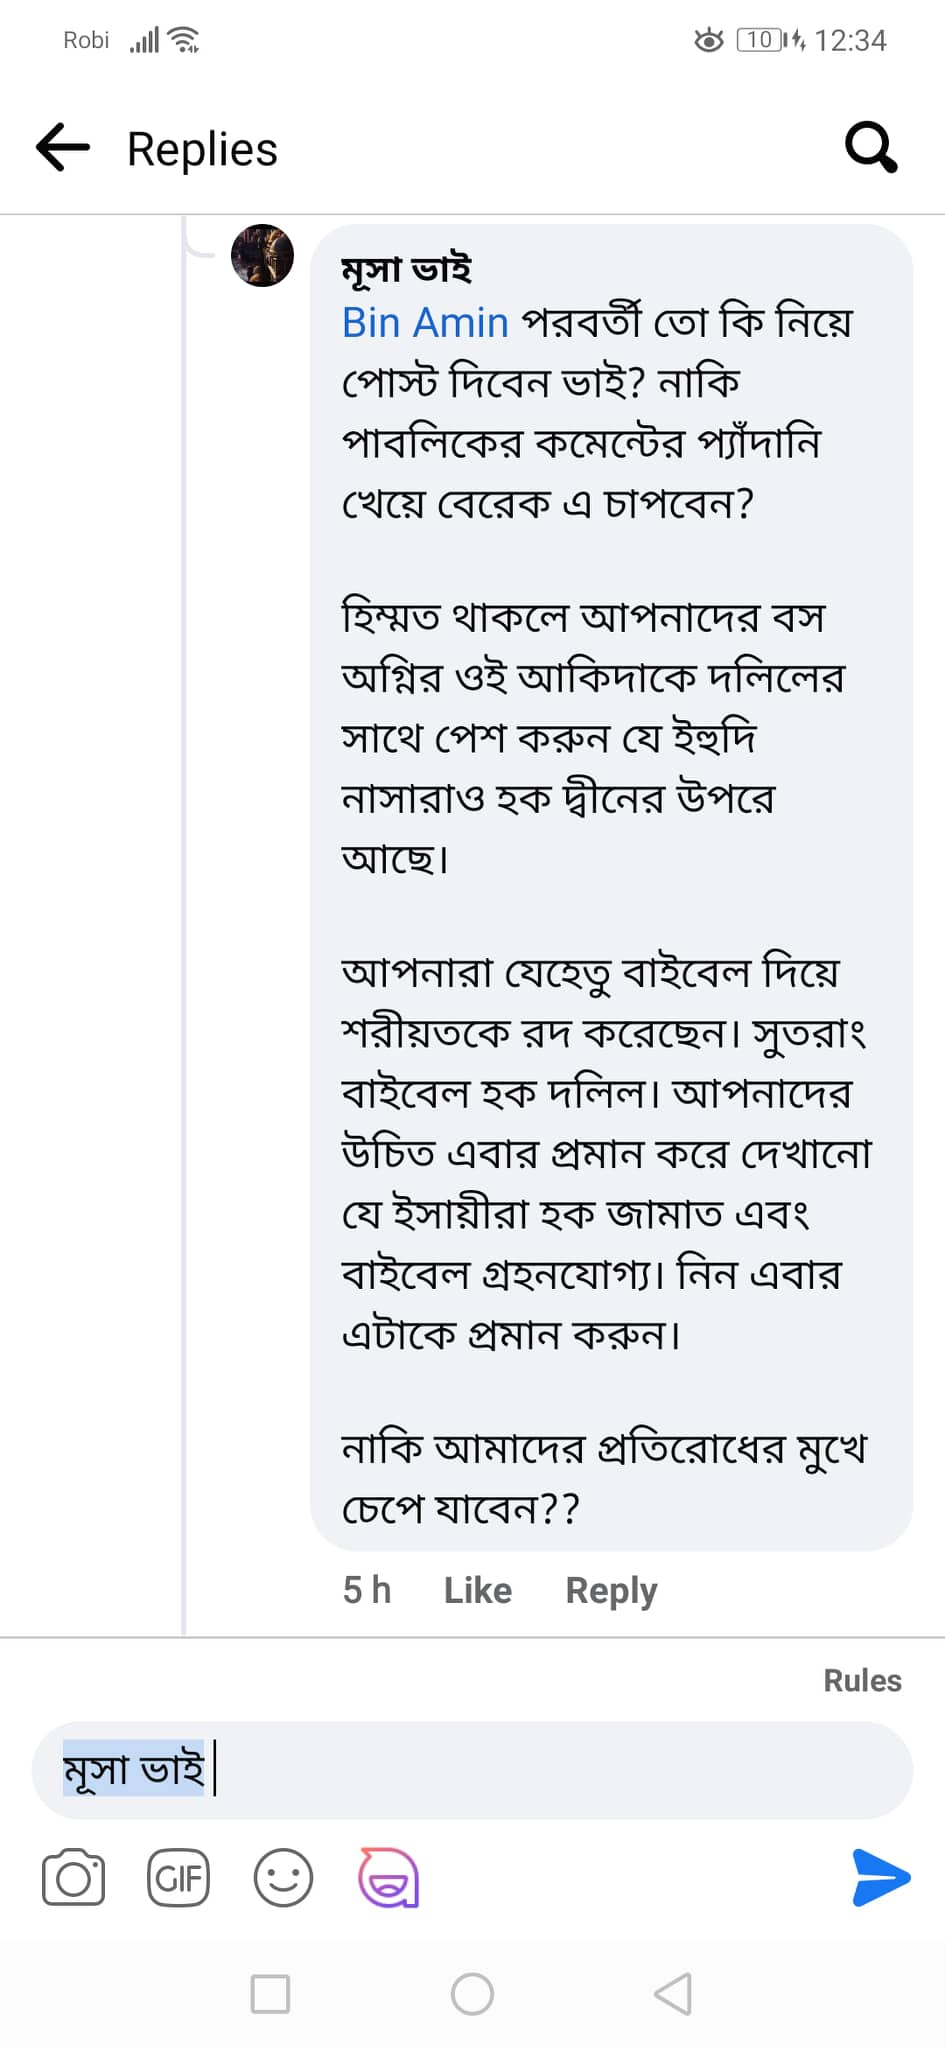 Robi 10 12:34
Replies
মূসা ভাই
Bin Amin পরবর্তী তো কি নিয়ে
পোস্ট দিবেন ভাই? নাকি
পাবলিকের কমেন্টের প্যাঁদানি
খেয়ে বেরেক এ চাপবেন?
হিম্মত থাকলে আপনাদের বস
অগ্নির ওই আকিদাকে দলিলের
সাথে পেশ করুন যে ইহুদি
নাসারাও হক দ্বীনের উপরে
আছে।
আপনারা যেহেতু বাইবেল দিয়ে
শরীয়তকে রদ করেছেন। সুতরাং
বাইবেল হক দলিল। আপনাদের
উচিত এবার প্রমান করে দেখানো
যে ইসায়ীরা হক জামাত এবং
বাইবেল গ্রহনযোগ্য। নিন এবার
এটাকে প্রমান করুন।
নাকি আমাদের প্রতিরোধের মুখে
চেপে যাবেন??
5 h Like Reply
Rules
মূসা ভাই
GIF